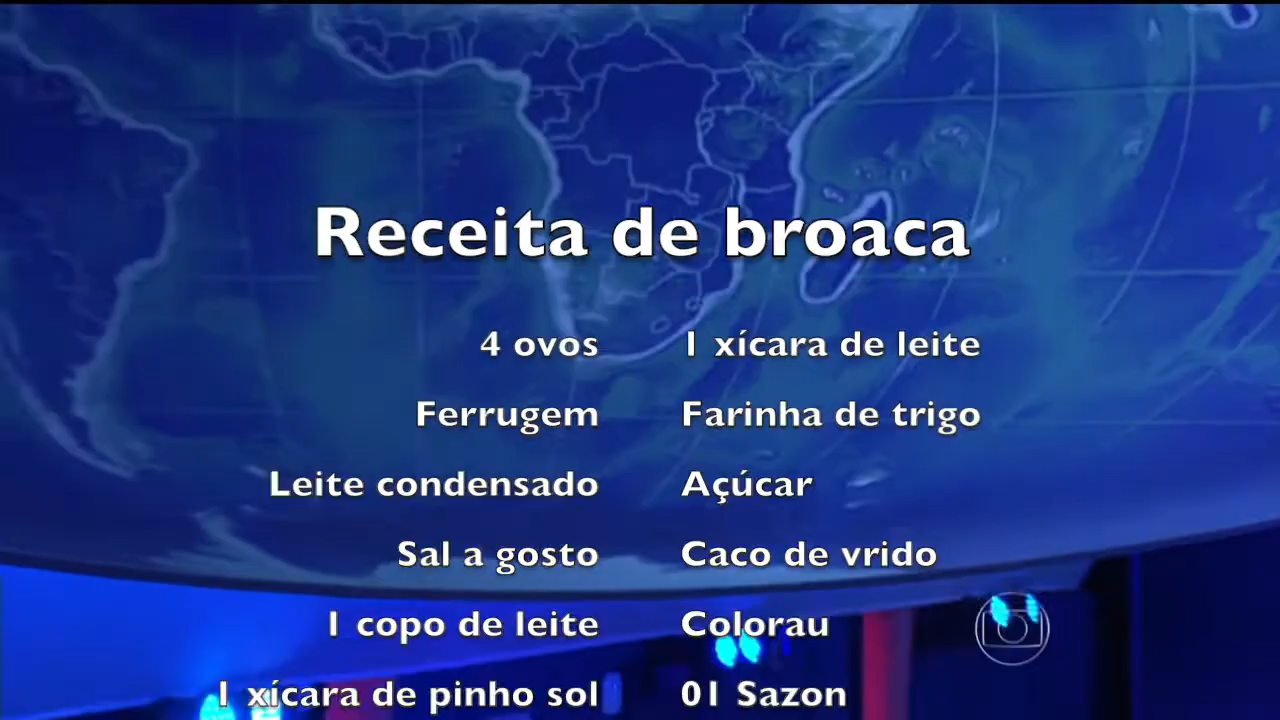 Receita de broaca
4 ovos 1 xícara de leite
Ferrugem Farinha de trigo
Leite condensado Açúcar
Sal a gosto Caco de vrido
1 copo de leite Colorau
1 xícara de pinho sol 01 Sazon